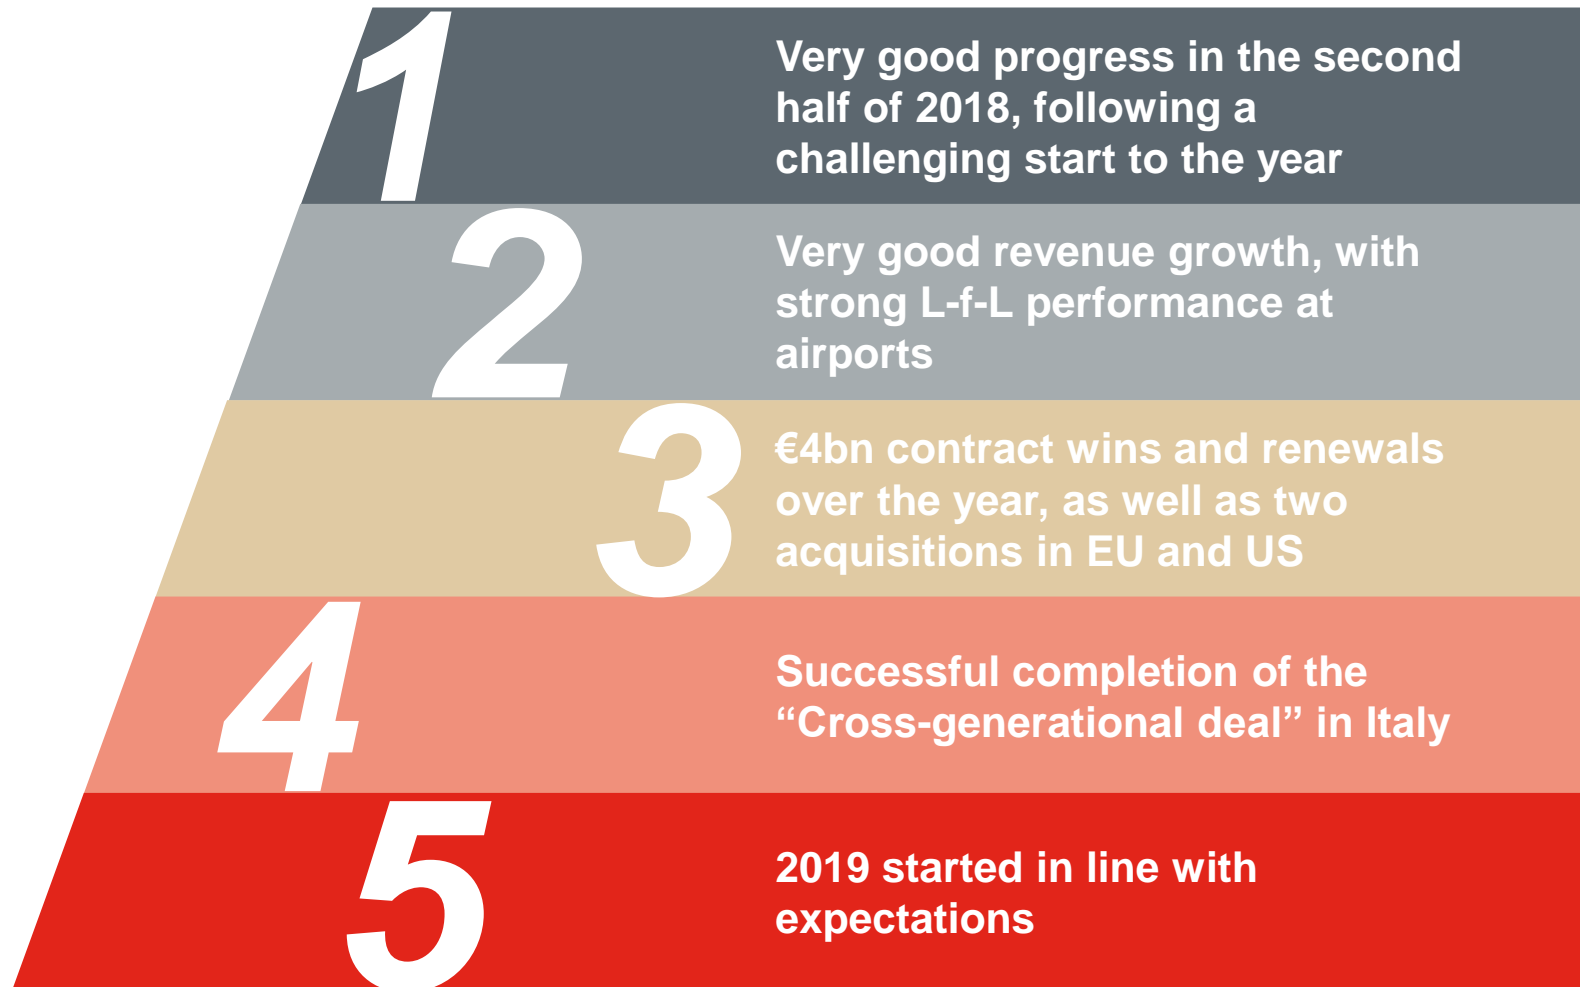 1
Very good progress in the second
half of 2018, following a
challenging start to the year
2
Very good revenue growth, with
strong L-f-L performance at
airports
3
€4bn contract wins and renewals
over the year, as well as two
acquisitions in EU and US
4
Successful completion of the
“Cross-generational deal” in Italy
5
2019 started in line with
expectations